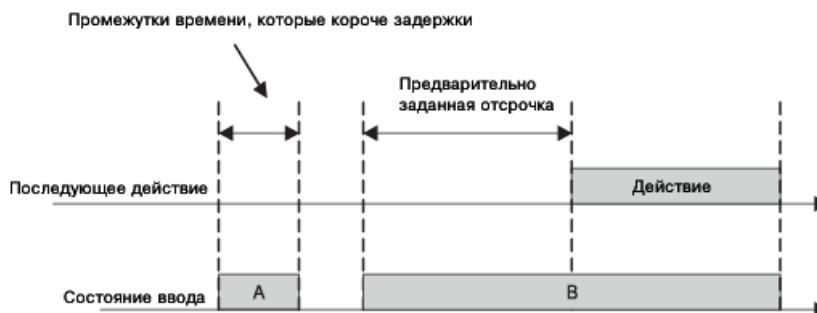 Промежутки времени, которые короче задержки
Предварительно
заданная отсрочка
Последующее действие
Действие
Состояние ввода
A
B